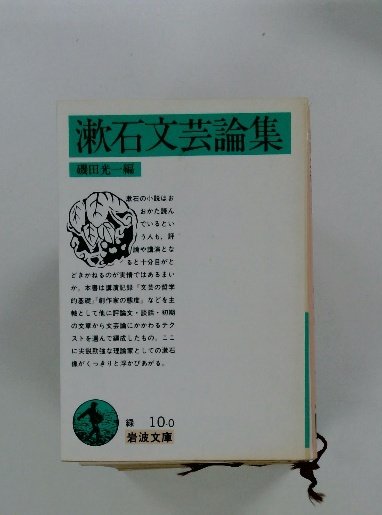 漱石文芸論集
磯田光一編
漱石の小説はお
おかた読ん
でいるとい
う人も、評
論や講演とな
ると十分目がと
どきかねるのが実情ではあるまい
か。本書は講演記録「文芸の哲学
的基礎」「創作家の態度」などを主
軸として他に評論文・談話・初期
の文章から文芸論にかかわるテク
ストを選んで編成したもの。ここ
に実に強な理論家としての漱石
像がくっきりと浮かびあがる。
緑 10-0
岩波文庫